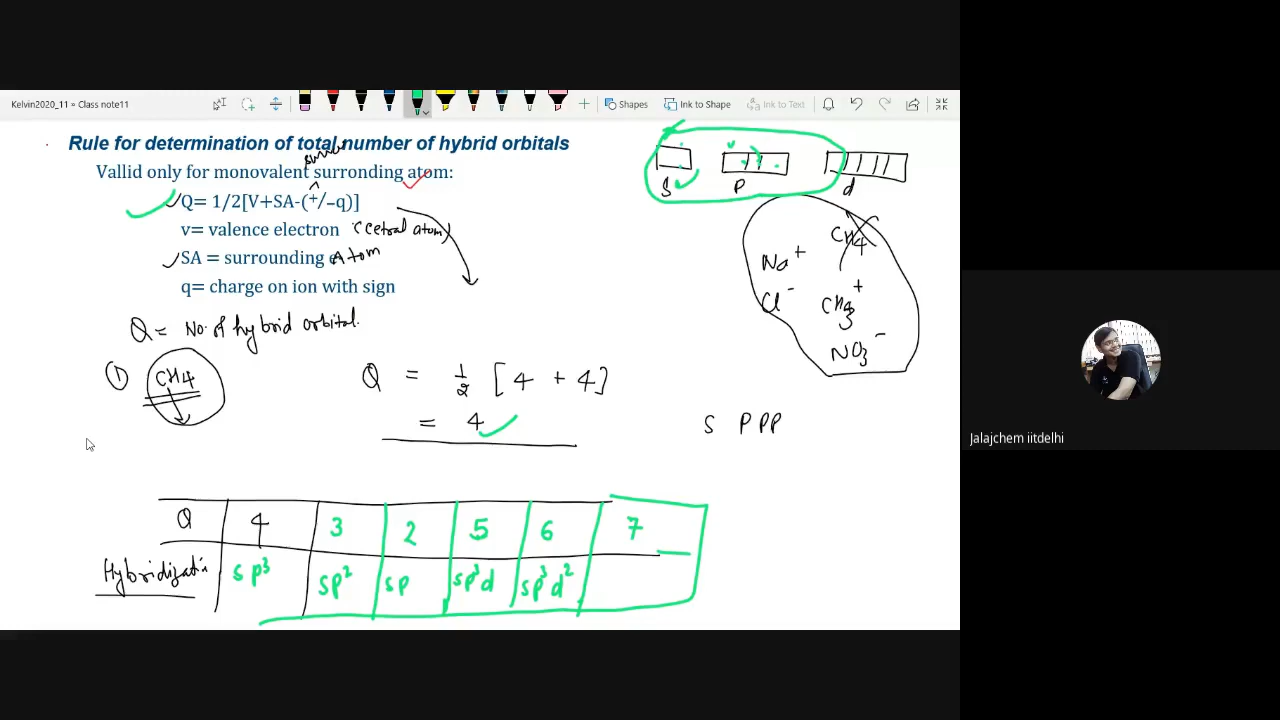 Kelvin2020_11 » Class note11
Shapes
Ink to Shape
Ink to Text
Rule for determination of total number of hybrid orbitals
Vallid only for monovalent surronding atom:
Q= 1/2[V+SA-(+/−q)]
v= valence electron (Cetral atom)
SA = surrounding Atom
q= charge on ion with sign
Q = No. of hybrid orbital.
S P d
CH4
Na+
Cl-
CH3+
NO3-
① CH4
Q = 1/2 [4 + 4]
= 4
S P P P
Q 4 3 2 5 6 7
sp3 sp2 sp sp3d sp3d2
Jalajchem iitdelhi